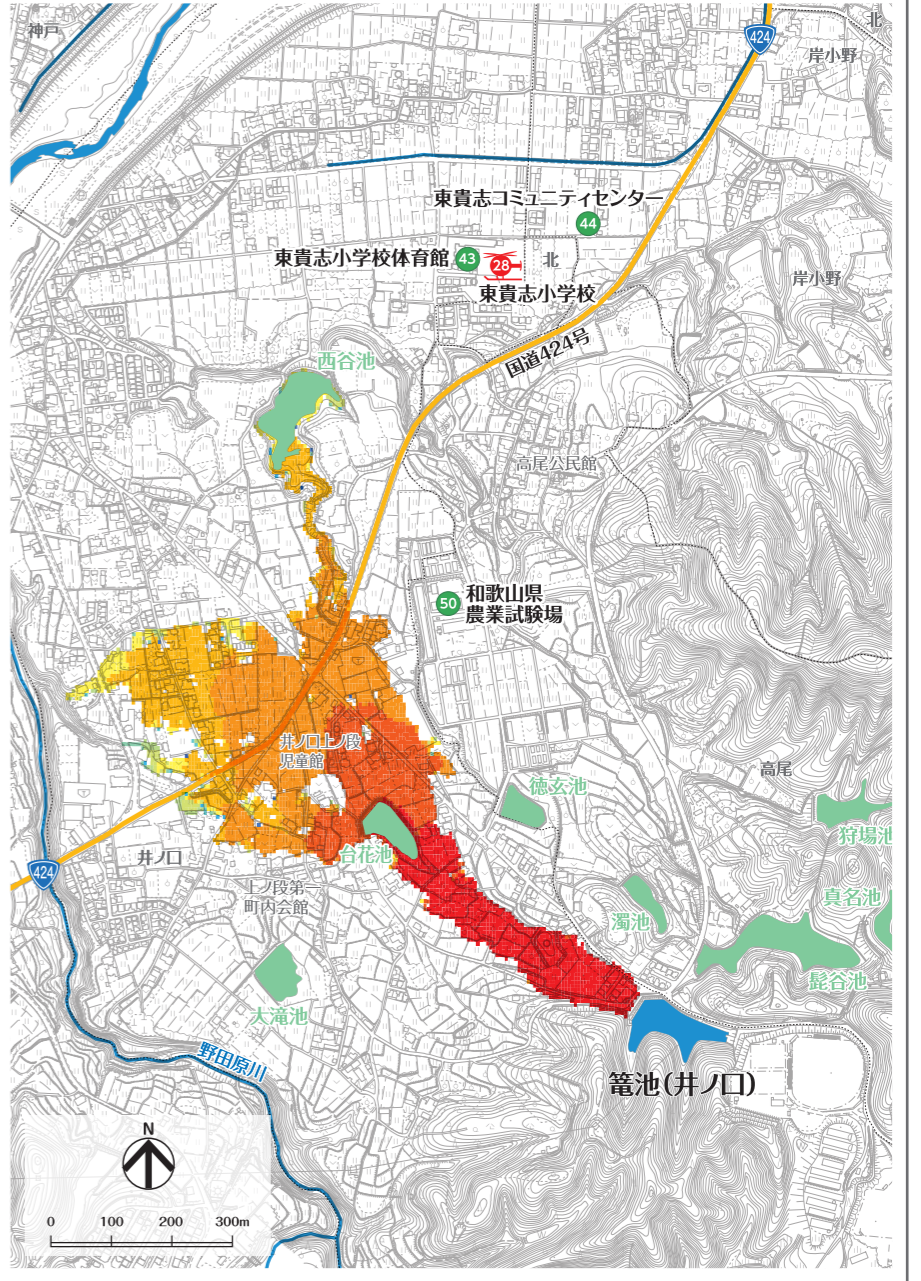 神戸
北
424
岸小野
東貴志コミュニティセンター
44
東貴志小学校体育館
43
28
北
東貴志小学校
岸小野
国道424号
西谷池
高尾公民館
50
和歌山県
農業試験場
井ノ口上ノ段
児童館
徳玄池
高尾
狩場池
台花池
井ノ口
424
上ノ段第一
町内会館
濁池
真名池
髭谷池
大滝池
野田原川
篭池(井ノ口)
N
0 100 200 300m